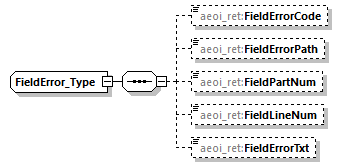 FieldError_Type
aeoi_ret:FieldErrorCode
aeoi_ret:FieldErrorPath
aeoi_ret:FieldPartNum
aeoi_ret:FieldLineNum
aeoi_ret:FieldErrorTxt